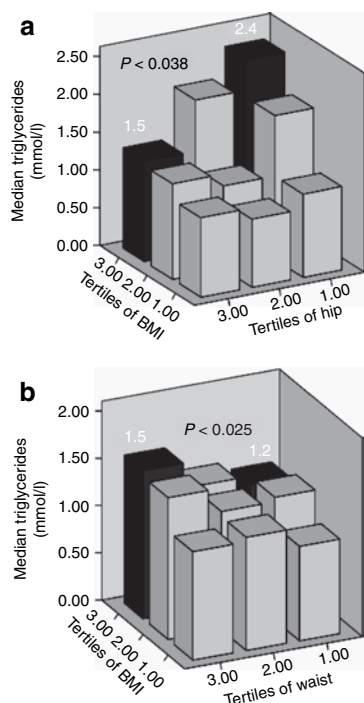 a
2.4
2.50
P < 0.038
2.00
1.5
1.50
1.00
0.50
0.00
Median triglycerides
(mmol/l)
3.00
2.00
1.00
Tertiles of BMI
3.00
2.00
1.00
Tertiles of hip
b
2.00
1.5
P < 0.025
1.2
1.50
1.00
0.50
0.00
Median triglycerides
(mmol/l)
3.00
2.00
1.00
Tertiles of BMI
3.00
2.00
1.00
Tertiles of waist